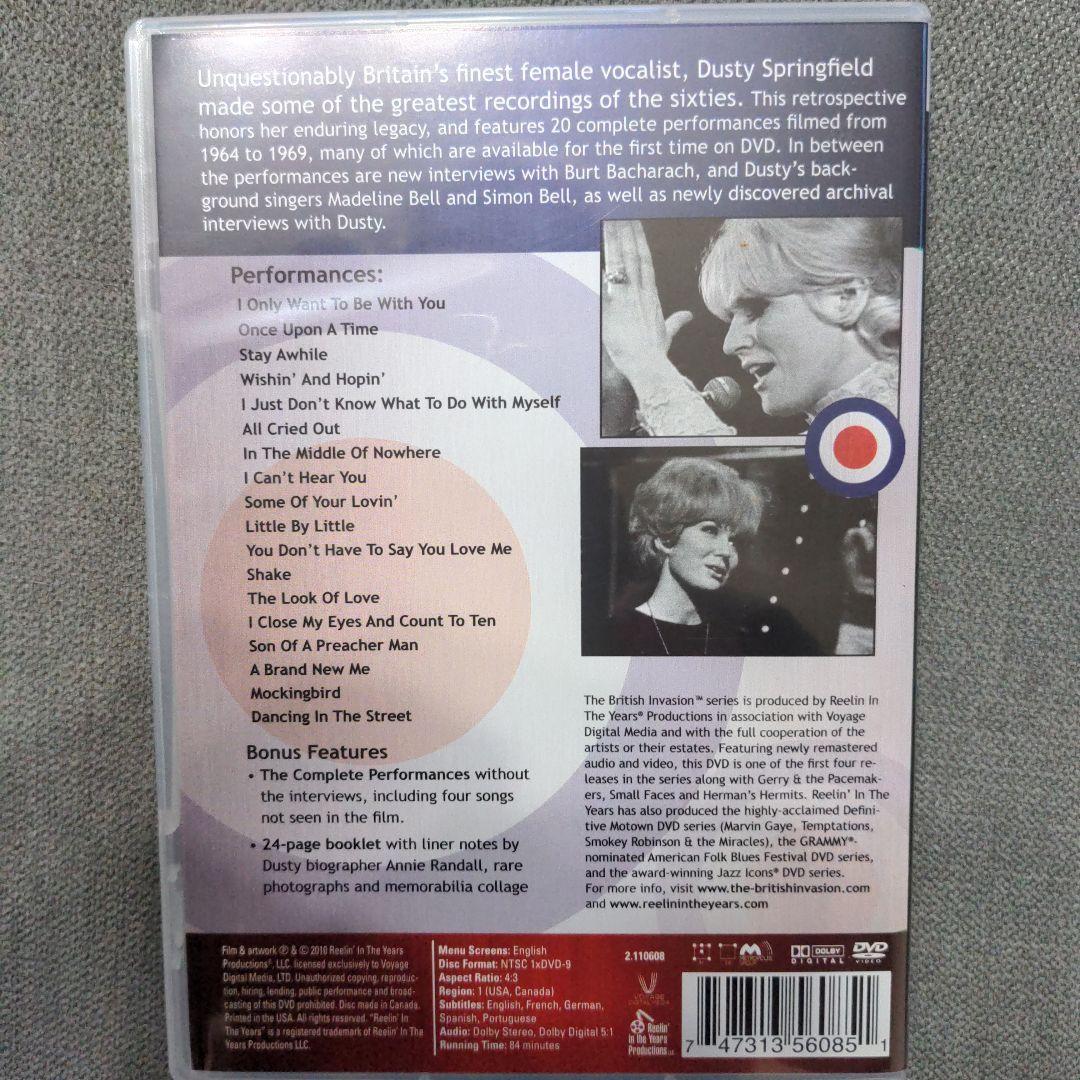 Unquestionably Britain's finest female vocalist, Dusty Springfield
made some of the greatest recordings of the sixties. This retrospective
honors her enduring legacy, and features 20 complete performances filmed from
1964 to 1969, many of which are available for the first time on DVD. In between
the performances are new interviews with Burt Bacharach, and Dusty's back-
ground singers Madeline Bell and Simon Bell, as well as newly discovered archival
interviews with Dusty.
Performances:
I Only Want To Be With You
Once Upon A Time
Stay Awhile
Wishin' And Hopin'
I Just Don't Know What To Do With Myself
All Cried Out
In The Middle Of Nowhere
I Can't Hear You
Some Of Your Lovin'
Little By Little
You Don't Have To Say You Love Me
Shake
The Look Of Love
I Close My Eyes And Count To Ten
Son Of A Preacher Man
A Brand New Me
Mockingbird
Dancing In The Street
Bonus Features
• The Complete Performances without
the interviews, including four songs
not seen in the film.
• 24-page booklet with liner notes by
Dusty biographer Annie Randall, rare
photographs and memorabilia collage
The British Invasion™ series is produced by Reelin In
The Years® Productions in association with Voyage
Digital Media and with the full cooperation of the
artists or their estates. Featuring newly remastered
audio and video, this DVD is one of the first four re-
leases in the series along with Gerry & the Pacemak-
ers, Small Faces and Herman's Hermits. Reelin' In The
Years has also produced the highly-acclaimed Defini-
tive Motown DVD series (Marvin Gaye, Temptations,
Smokey Robinson & the Miracles), the GRAMMY®-
nominated American Folk Blues Festival DVD series,
and the award-winning Jazz Icons® DVD series.
For more info, visit www.the-britishinvasion.com
and www.reelinintheyears.com
Film & artwork ℗ & © 2010 Reelin' In The Years
Productions®, LLC. licensed exclusively to Voyage
Digital Media, LTD. Unauthorized copying, reproduc-
tion, hiring, lending, public performance and broad-
casting of this DVD prohibited. Disc made in Canada.
Printed in the USA. All rights reserved. "Reelin' In
The Years" is a registered trademark of Reelin' In The
Years Productions LLC.
Menu Screens: English
Disc Format: NTSC 1xDVD-9
Aspect Ratio: 4:3
Region: 1 (USA, Canada)
Subtitles: English, French, German,
Spanish, Portuguese
Audio: Dolby Stereo, Dolby Digital 5:1
Running Time: 84 minutes
2.110608
METROPOLIS
DOLBY
DIGITAL
DVD
VIDEO
VOYAGE
DIGITAL MEDIA
Reelin'
In the Years
Productions LLC
7 47313 56085 1